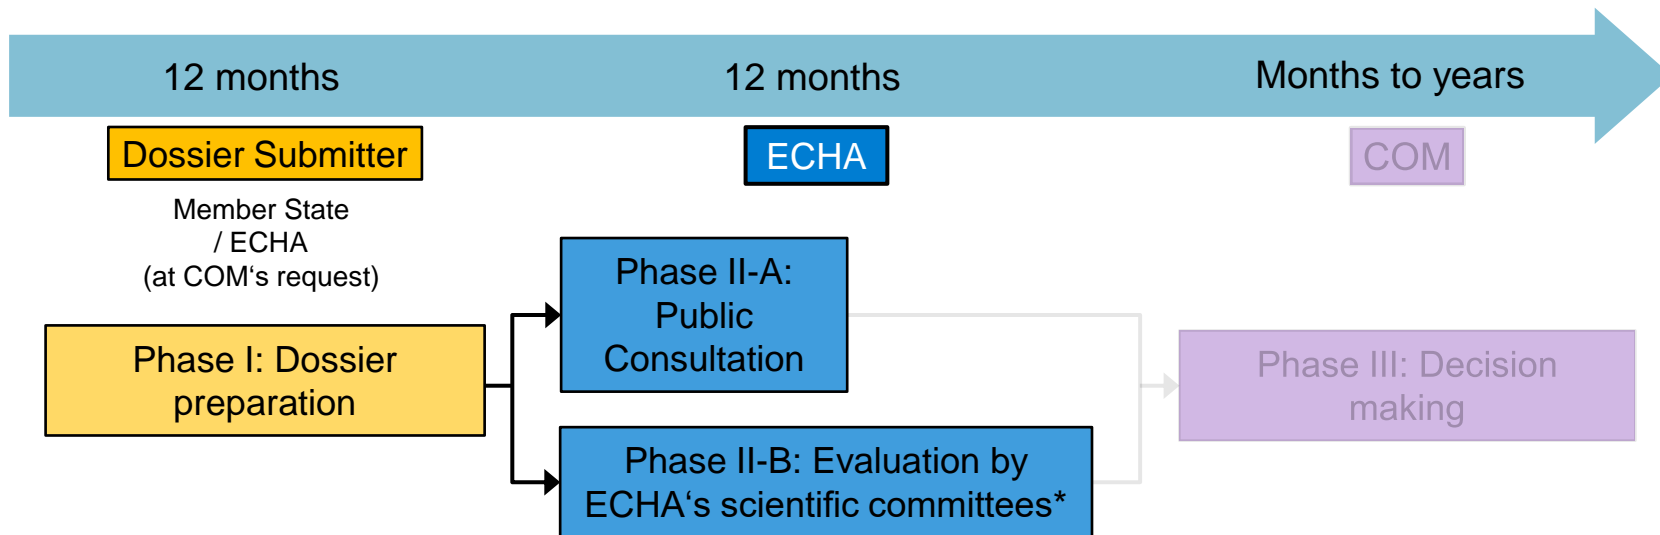 12 months
12 months
Months to years
Dossier Submitter
ECHA
COM
Member State
/ ECHA
(at COM‘s request)
Phase I: Dossier
preparation
Phase II-A:
Public
Consultation
Phase II-B: Evaluation by
ECHA‘s scientific committees*
Phase III: Decision
making